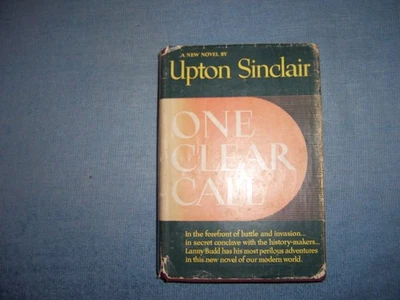 A NEW NOVEL BY
Upton Sinclair
ONE
CLEAR
CALL
In the forefront of battle and invasion...
in secret conclave with the history-makers...
Lanny Budd has his most perilous adventures
in this new novel of our modern world.